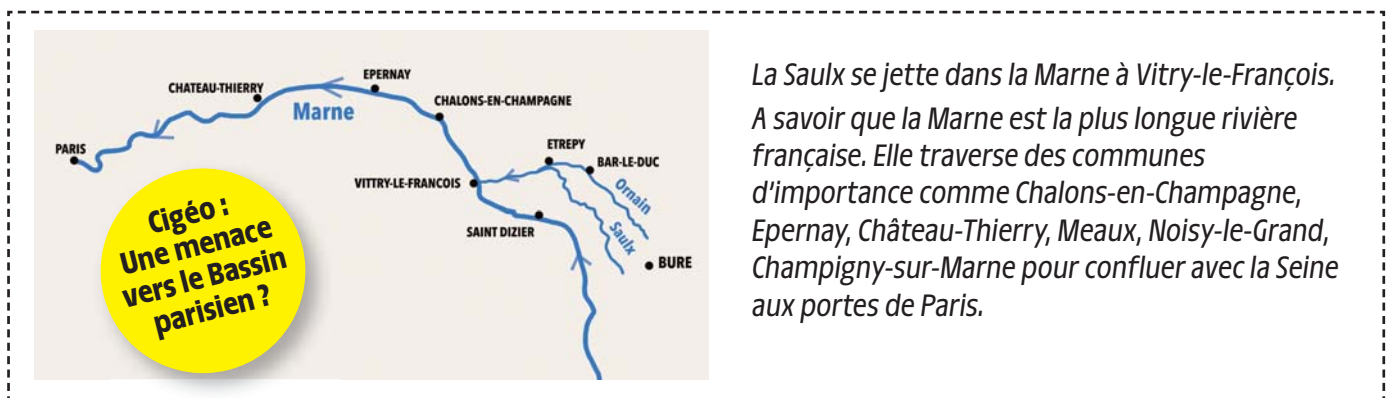 CHATEAU-THIERRY
EPERNAY
Marne
CHALONS-EN-CHAMPAGNE
PARIS
ETREPY
BAR-LE-DUC
VITTRY-LE-FRANCOIS
Ornain
SAINT DIZIER
Saulx
BURE
Cigéo :
Une menace
vers le Bassin
parisien ?
La Saulx se jette dans la Marne à Vitry-le-François.
A savoir que la Marne est la plus longue rivière
française. Elle traverse des communes
d'importance comme Chalons-en-Champagne,
Epernay, Château-Thierry, Meaux, Noisy-le-Grand,
Champigny-sur-Marne pour confluer avec la Seine
aux portes de Paris.